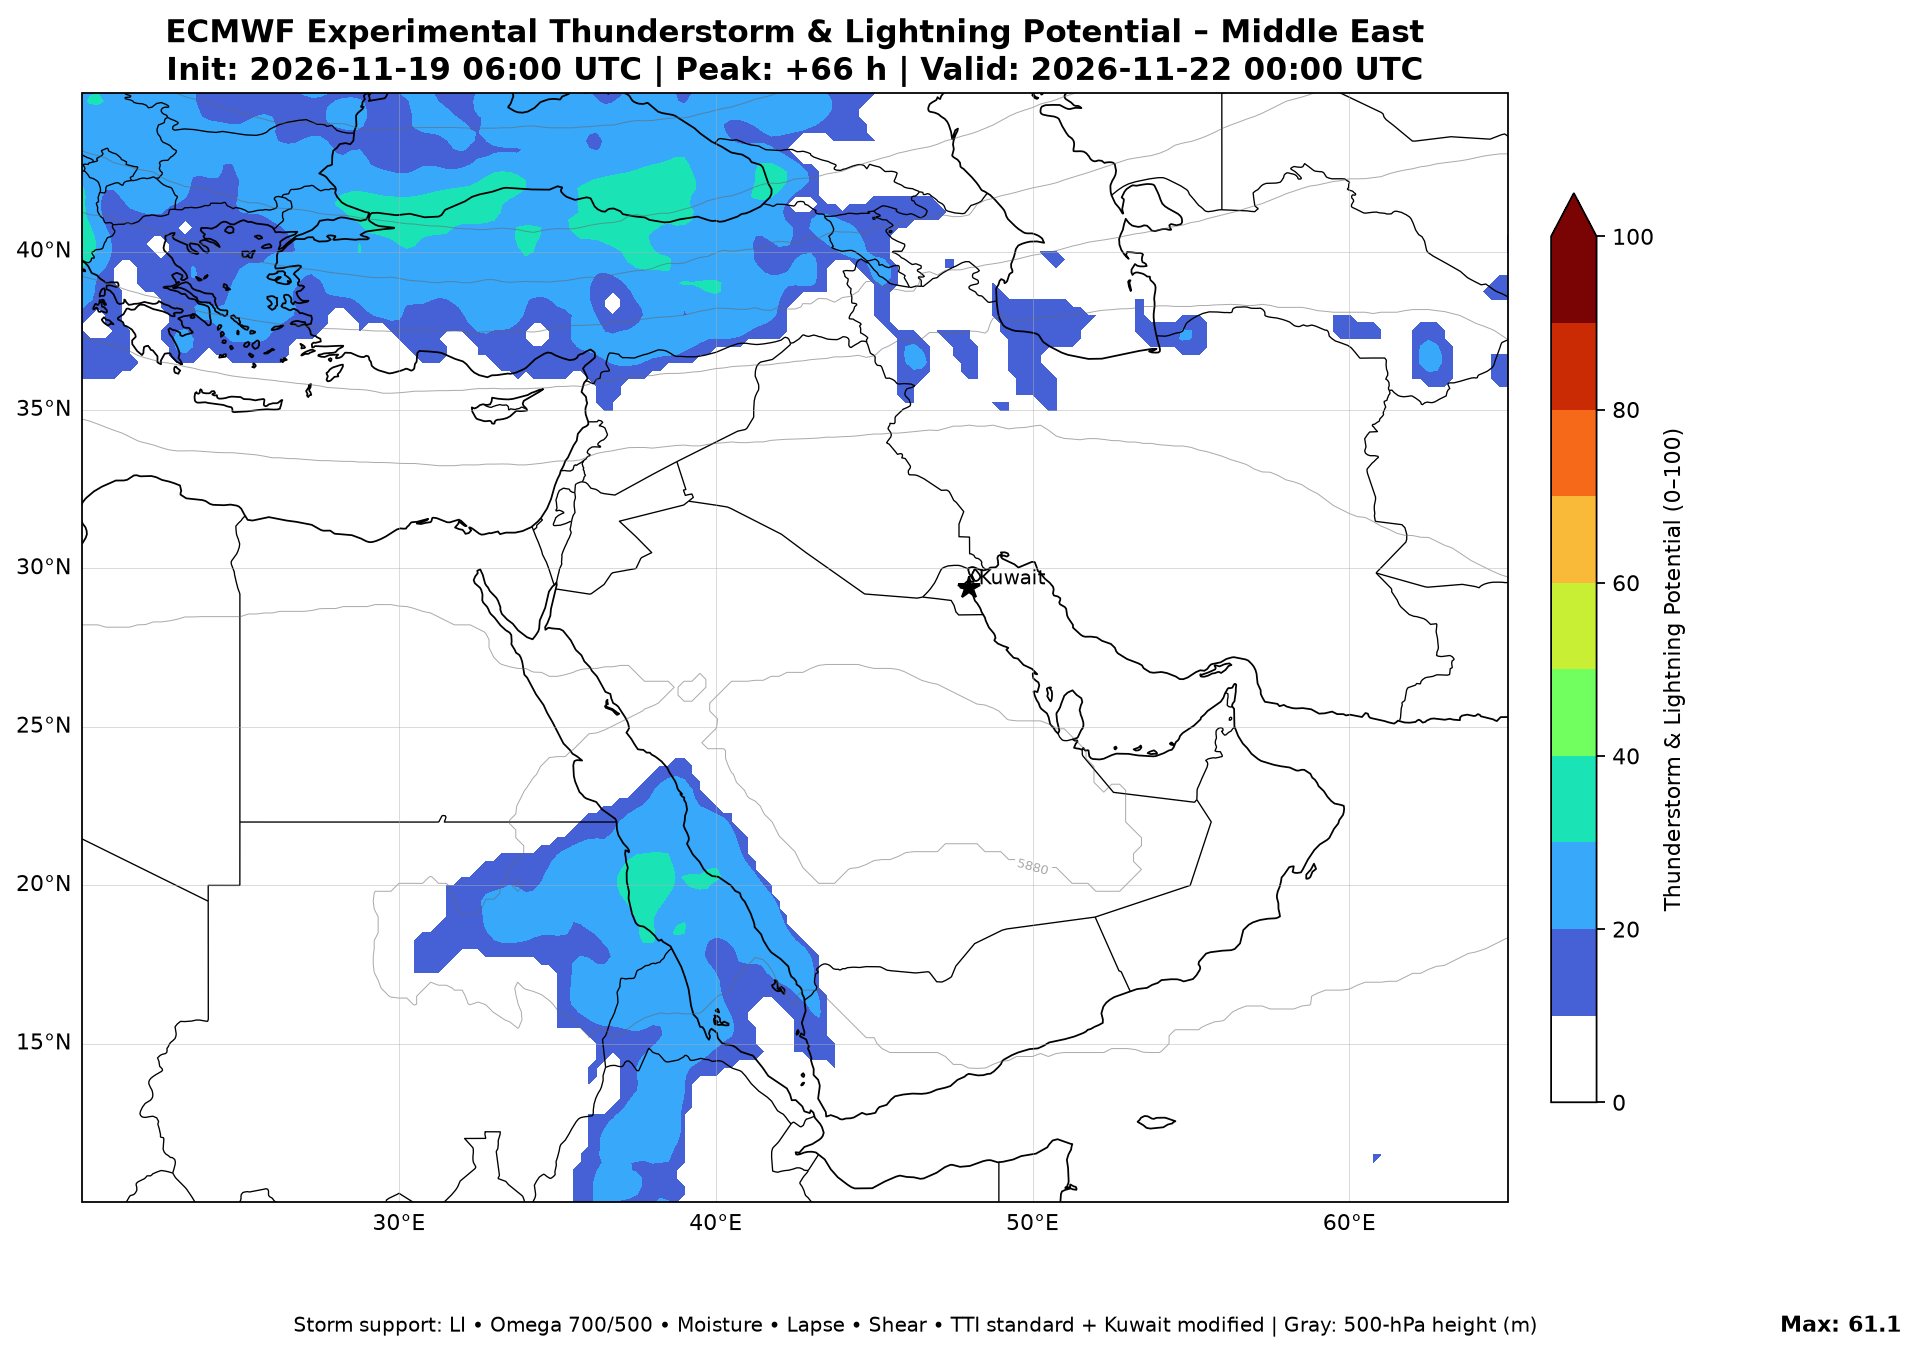 ECMWF Experimental Thunderstorm & Lightning Potential – Middle East
Init: 2026-11-19 06:00 UTC | Peak: +66 h | Valid: 2026-11-22 00:00 UTC
40°N
35°N
30°N
25°N
20°N
15°N
Kuwait
5880
30°E
40°E
50°E
60°E
100
80
60
40
20
0
Thunderstorm & Lightning Potential (0–100)
Storm support: LI • Omega 700/500 • Moisture • Lapse • Shear • TTI standard + Kuwait modified | Gray: 500-hPa height (m)
Max: 61.1